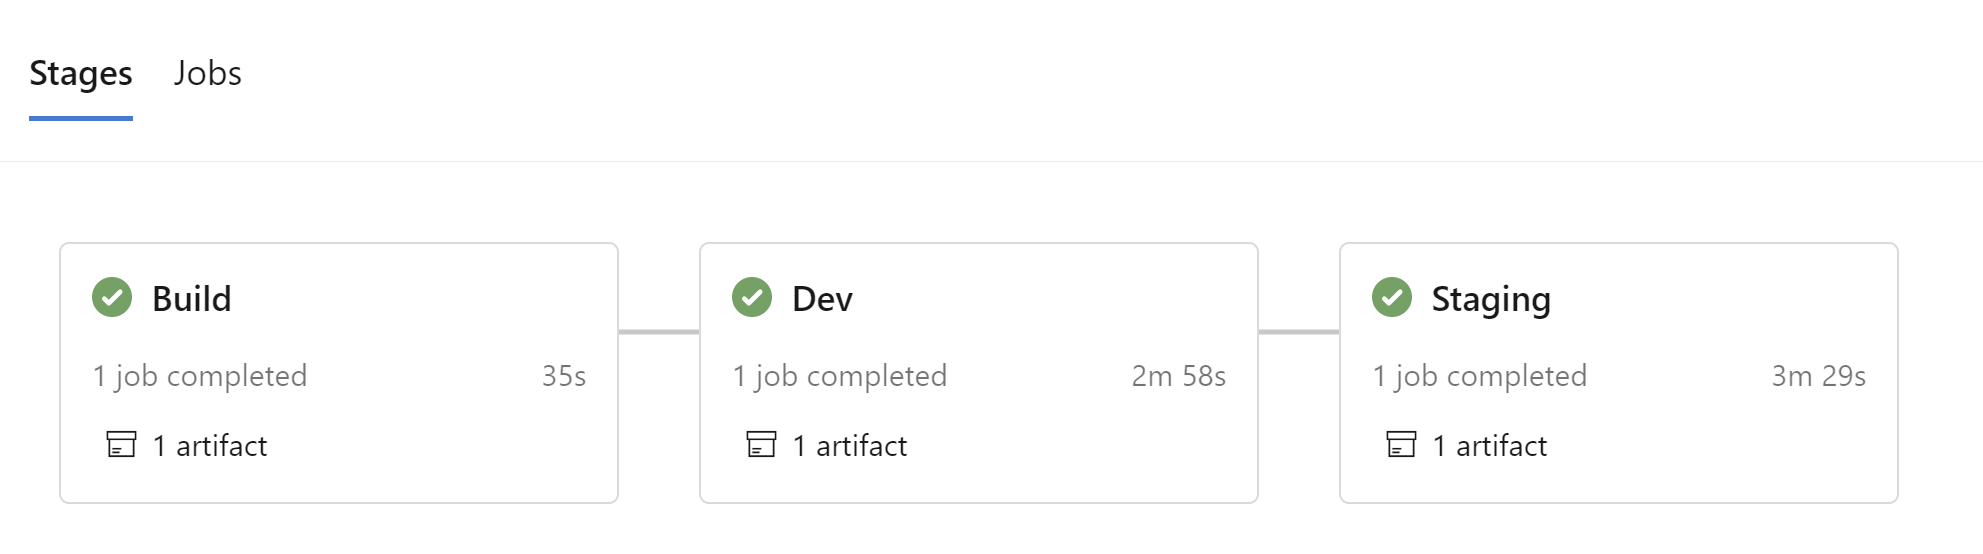 Stages Jobs
Build
1 job completed 35s
1 artifact
Dev
1 job completed 2m 58s
1 artifact
Staging
1 job completed 3m 29s
1 artifact